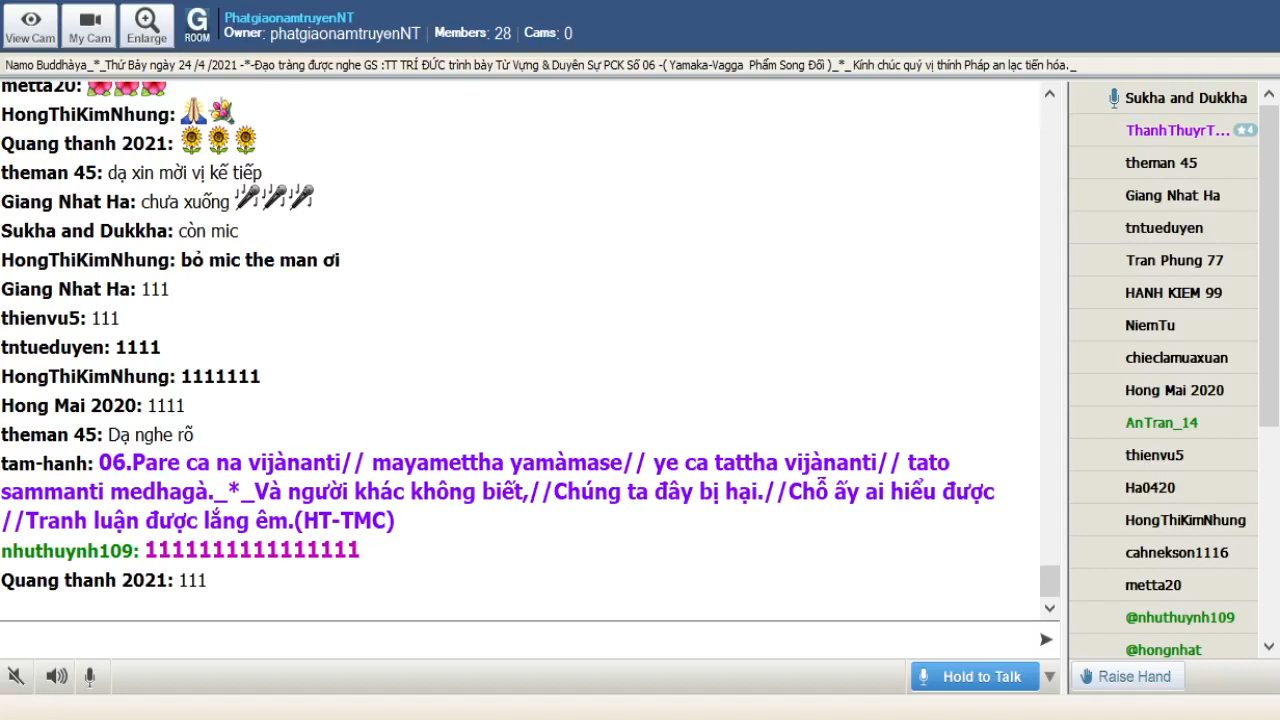 View Cam
My Cam
Enlarge
G
ROOM
PhatgiaonamtruyenNT
Owner: phatgiaonamtruyenNT | Members: 28 | Cams: 0
Namo Buddhàya_*_Thứ Bảy ngày 24 /4 /2021 -*-Đạo tràng được nghe GS :TT TRÍ ĐỨC trình bày Từ Vựng & Duyên Sự PCK Số 06 -( Yamaka-Vagga Phẩm Song Đối )_*_ Kính chúc quý vị thính Pháp an lạc tiến hóa._
metta20:
HongThiKimNhung:
Quang thanh 2021:
theman 45: dạ xin mời vị kế tiếp
Giang Nhat Ha: chưa xuống
Sukha and Dukkha: còn mic
HongThiKimNhung: bỏ mic the man ơi
Giang Nhat Ha: 111
thienvu5: 111
tntueduyen: 1111
HongThiKimNhung: 1111111
Hong Mai 2020: 1111
theman 45: Dạ nghe rõ
tam-hanh: 06.Pare ca na vijànanti// mayamettha yamàmase// ye ca tattha vijànanti// tato
sammanti medhagà._*_Và người khác không biết,//Chúng ta đây bị hại.//Chỗ ấy ai hiểu được
//Tranh luận được lắng êm.(HT-TMC)
nhuthuynh109: 1111111111111111
Quang thanh 2021: 111
Sukha and Dukkha
ThanhThuyrT... ★4
theman 45
Giang Nhat Ha
tntueduyen
Tran Phung 77
HANH KIEM 99
NiemTu
chieclamuaxuan
Hong Mai 2020
AnTran_14
thienvu5
Ha0420
HongThiKimNhung
cahnekson1116
metta20
@nhuthuynh109
@hongnhat
Hold to Talk
Raise Hand